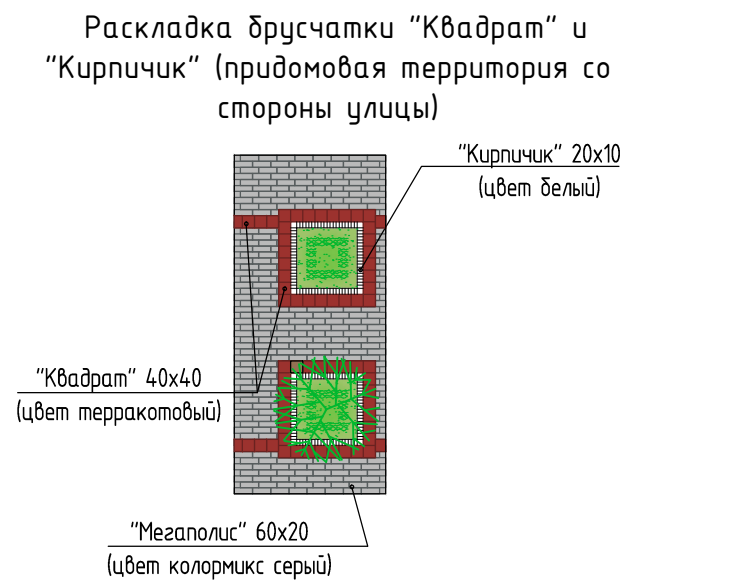 Раскладка брусчатки "Квадрат" и
"Кирпичик" (придомовая территория со
стороны улицы)
"Кирпичик" 20х10
(цвет белый)
"Квадрат" 40х40
(цвет терракотовый)
"Мегаполис" 60х20
(цвет колормикс серый)